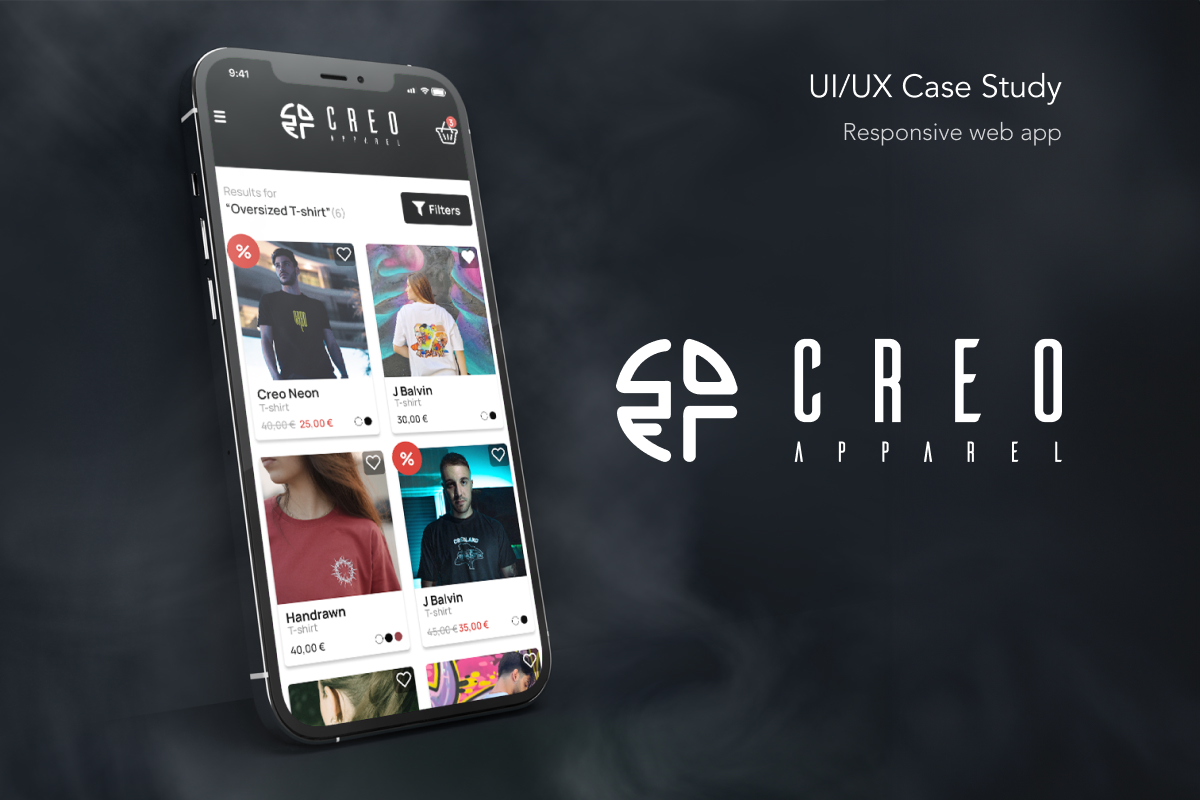 UI/UX Case Study
Responsive web app
CREO
APPAREL
9:41
CREO
APPAREL
3
Results for
"Oversized T-shirt" (6)
Filters
%
Creo Neon
T-shirt
40,00 € 25.00 €
J Balvin
T-shirt
30,00 €
%
Handrawn
T-shirt
40,00 €
J Balvin
T-shirt
45,00 € 35,00 €